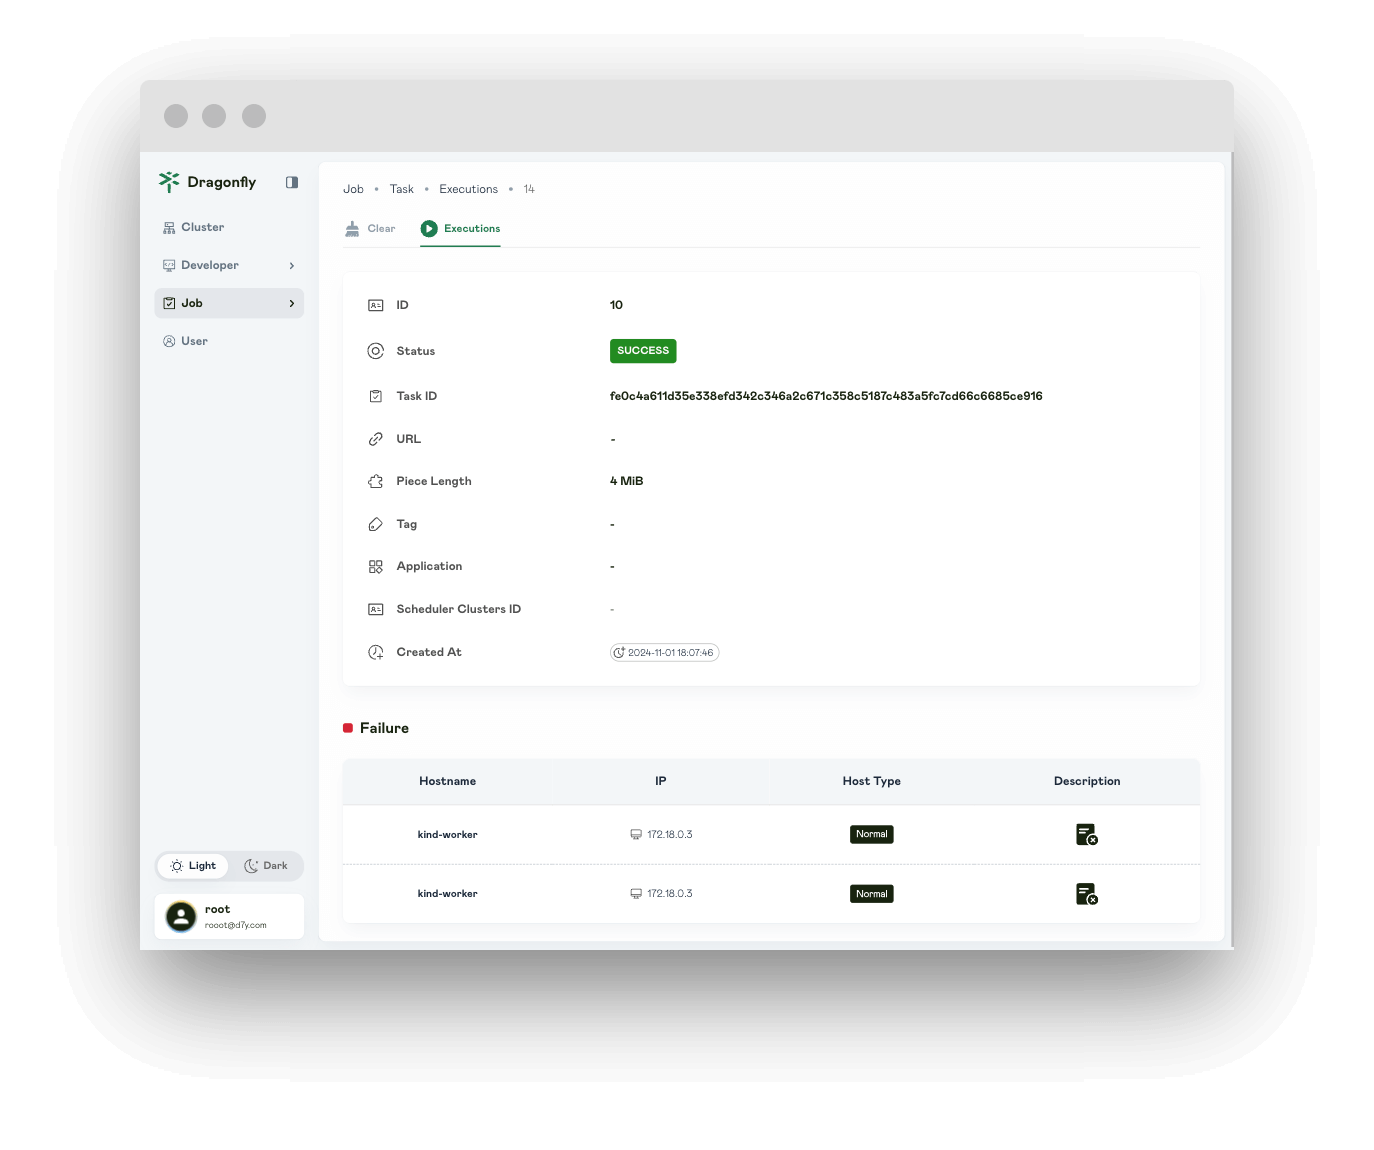 Dragonfly
Cluster
Developer
Job
User
Light Dark
root
rooot@d7y.com
Job • Task • Executions • 14
Clear Executions
ID 10
Status SUCCESS
Task ID fe0c4a611d35e338efd342c346a2c671c358c5187c483a5fc7cd66c6685ce916
URL -
Piece Length 4 MiB
Tag -
Application -
Scheduler Clusters ID -
Created At 2024-11-01 18:07:46
Failure
Hostname IP Host Type Description
kind-worker 172.18.0.3 Normal
kind-worker 172.18.0.3 Normal